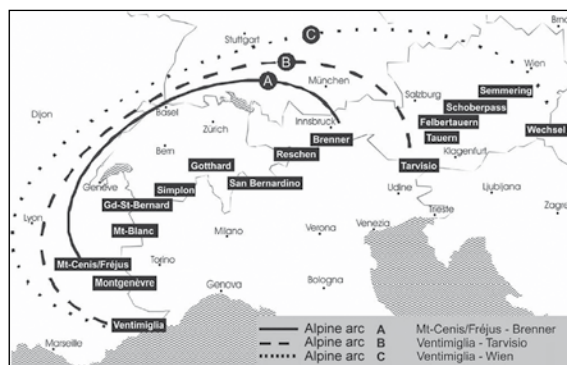 C
Stuttgart
Brno
B
Wien
Dijon
A
München
Salzburg
Semmering
Schoberpass
Basel
Innsbruck
Felbertauern
Wechsel
Zürich
Brenner
Tauern
Bern
Reschen
Klagenfurt
Gotthard
Tarvisio
Genève
Simplon
San Bernardino
Udine
Ljubljana
Gd-St-Bernard
Lyon
Trieste
Zagre
Mt-Blanc
Milano
Verona
Venezia
Mt-Cenis/Fréjus
Torino
Montgenèvre
Genova
Bologna
Ventimiglia
Marseille
Alpine arc A Mt-Cenis/Fréjus - Brenner
Alpine arc B Ventimiglia - Tarvisio
Alpine arc C Ventimiglia - Wien